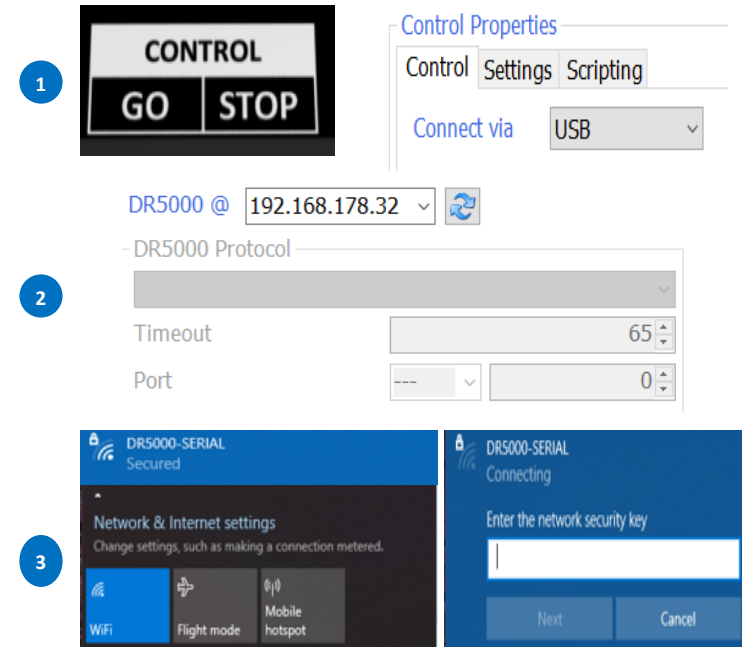 1
CONTROL
GO STOP
Control Properties
Control Settings Scripting
Connect via USB
2
DR5000 @ 192.168.178.32
DR5000 Protocol
Timeout 65
Port --- 0
3
DR5000-SERIAL
Secured
Network & Internet settings
Change settings, such as making a connection metered.
WiFi
Flight mode
Mobile
hotspot
DR5000-SERIAL
Connecting
Enter the network security key
Next Cancel